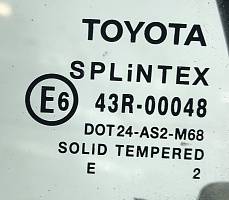 TOYOTA
SPLiNTEX
E6 43R-00048
DOT24-AS2-M68
SOLID TEMPERED
E 2